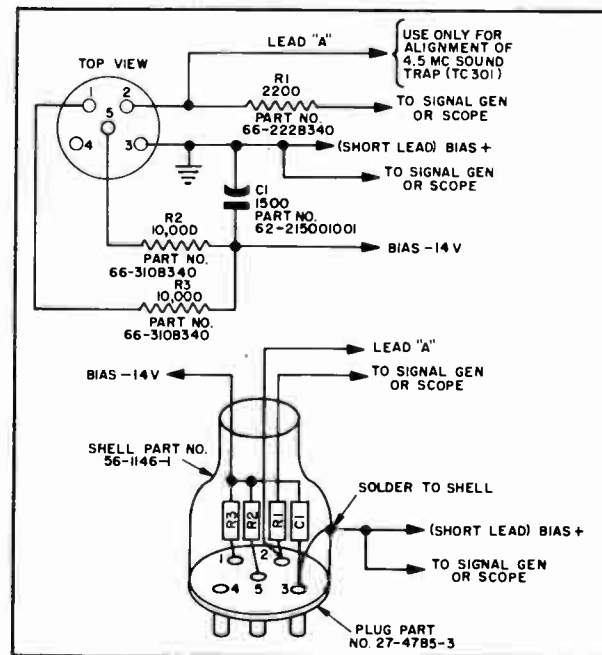 TOP VIEW
LEAD "A"
USE ONLY FOR
ALIGNMENT OF
4.5 MC SOUND
TRAP (TC 301)
1
2
5
4
3
R1
2200
PART NO.
66-2228340
TO SIGNAL GEN
OR SCOPE
(SHORT LEAD) BIAS +
TO SIGNAL GEN
OR SCOPE
C1
1500
PART NO.
62-215001001
R2
10,000
PART NO.
66-3108340
BIAS -14V
R3
10,000
PART NO.
66-3108340
LEAD "A"
BIAS -14V
TO SIGNAL GEN
OR SCOPE
SHELL PART NO.
56-1146-1
SOLDER TO SHELL
R3
R2
R1
C1
(SHORT LEAD) BIAS +
1
2
4
5
3
TO SIGNAL GEN
OR SCOPE
PLUG PART
NO. 27-4785-3